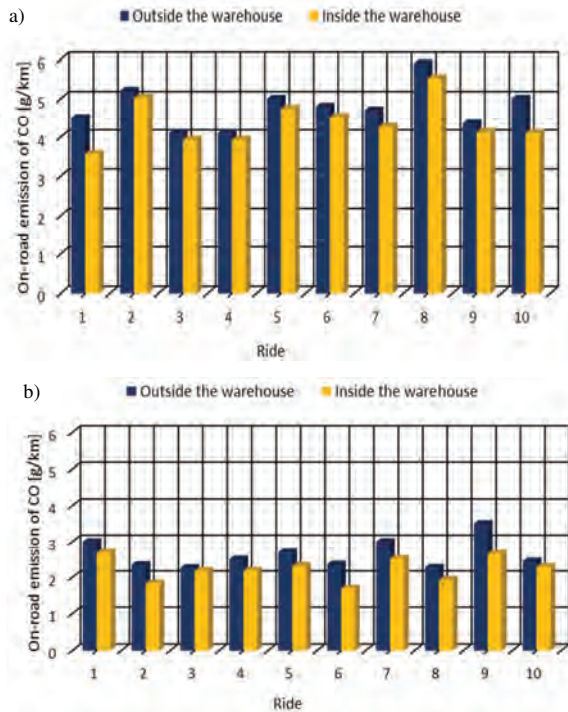 a)
Outside the warehouse Inside the warehouse
On-road emission of CO [g/km]
6
5
4
3
2
1
0
1 2 3 4 5 6 7 8 9 10
Ride
b)
Outside the warehouse Inside the warehouse
On-road emission of CO [g/km]
6
5
4
3
2
1
0
1 2 3 4 5 6 7 8 9 10
Ride